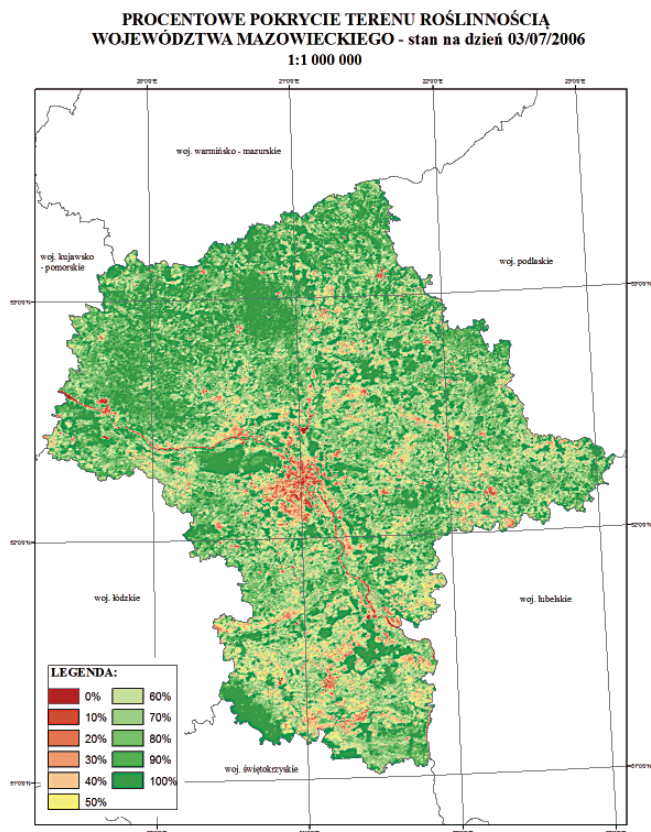 PROCENTOWE POKRYCIE TERENU ROŚLINNOŚCIĄ
WOJEWÓDZTWA MAZOWIECKIEGO - stan na dzień 03/07/2006
1:1 000 000
woj. warmińsko - mazurskie
woj. kujawsko
- pomorskie
woj. podlaskie
woj. łódzkie
woj. lubelskie
woj. świętokrzyskie
LEGENDA:
0%
10%
20%
30%
40%
50%
60%
70%
80%
90%
100%